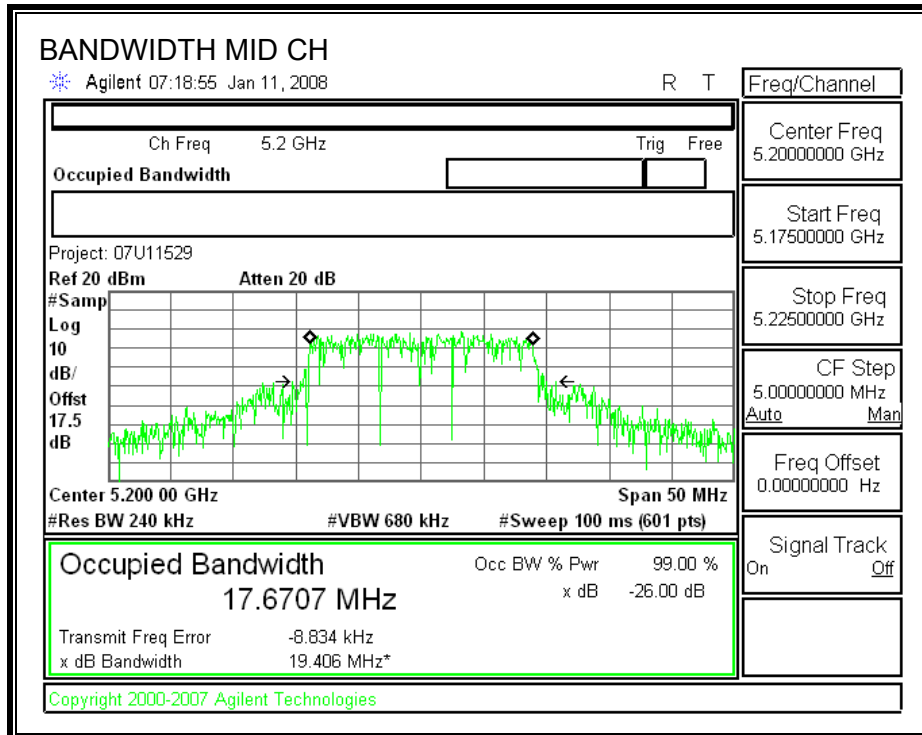 BANDWIDTH MID CH
Agilent 07:18:55 Jan 11, 2008
R T
Freq/Channel
Ch Freq 5.2 GHz
Trig Free
Occupied Bandwidth
Center Freq
5.20000000 GHz
Start Freq
5.17500000 GHz
Stop Freq
5.22500000 GHz
CF Step
5.00000000 MHz
Auto Man
Freq Offset
0.00000000 Hz
Signal Track
On Off
Project: 07U11529
Ref 20 dBm Atten 20 dB
#Samp
Log
10
dB/
Offst
17.5
dB
Center 5.200 00 GHz Span 50 MHz
#Res BW 240 kHz #VBW 680 kHz #Sweep 100 ms (601 pts)
Occupied Bandwidth
17.6707 MHz
Occ BW % Pwr 99.00 %
x dB -26.00 dB
Transmit Freq Error -8.834 kHz
x dB Bandwidth 19.406 MHz*
Copyright 2000-2007 Agilent Technologies